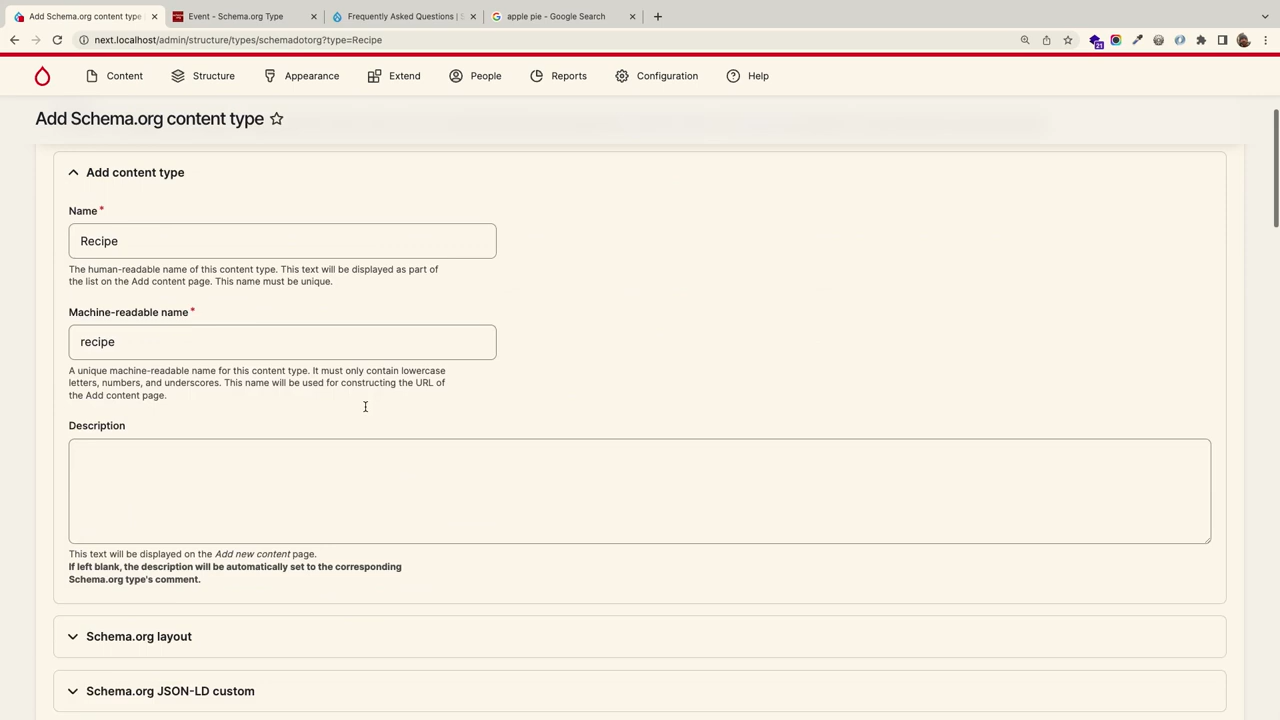 Add Schema.org content type
Event - Schema.org Type
Frequently Asked Questions | S
apple pie - Google Search
next.localhost/admin/structure/types/schemadotorg?type=Recipe
21
Content
Structure
Appearance
Extend
People
Reports
Configuration
Help
Add Schema.org content type
Add content type
Name*
Recipe
The human-readable name of this content type. This text will be displayed as part of
the list on the Add content page. This name must be unique.
Machine-readable name*
recipe
A unique machine-readable name for this content type. It must only contain lowercase
letters, numbers, and underscores. This name will be used for constructing the URL of
the Add content page.
Description
This text will be displayed on the Add new content page.
If left blank, the description will be automatically set to the corresponding
Schema.org type's comment.
Schema.org layout
Schema.org JSON-LD custom